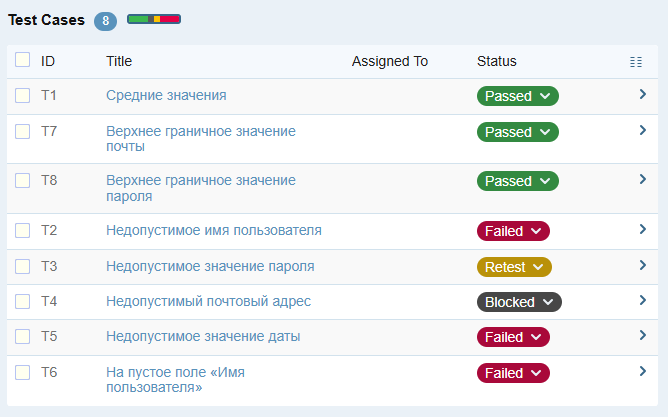 Test Cases 8
ID Title Assigned To Status
T1 Средние значения Passed
T7 Верхнее граничное значение Passed
почты
T8 Верхнее граничное значение Passed
пароля
T2 Недопустимое имя пользователя Failed
T3 Недопустимое значение пароля Retest
T4 Недопустимый почтовый адрес Blocked
T5 Недопустимое значение даты Failed
T6 На пустое поле «Имя Failed
пользователя»